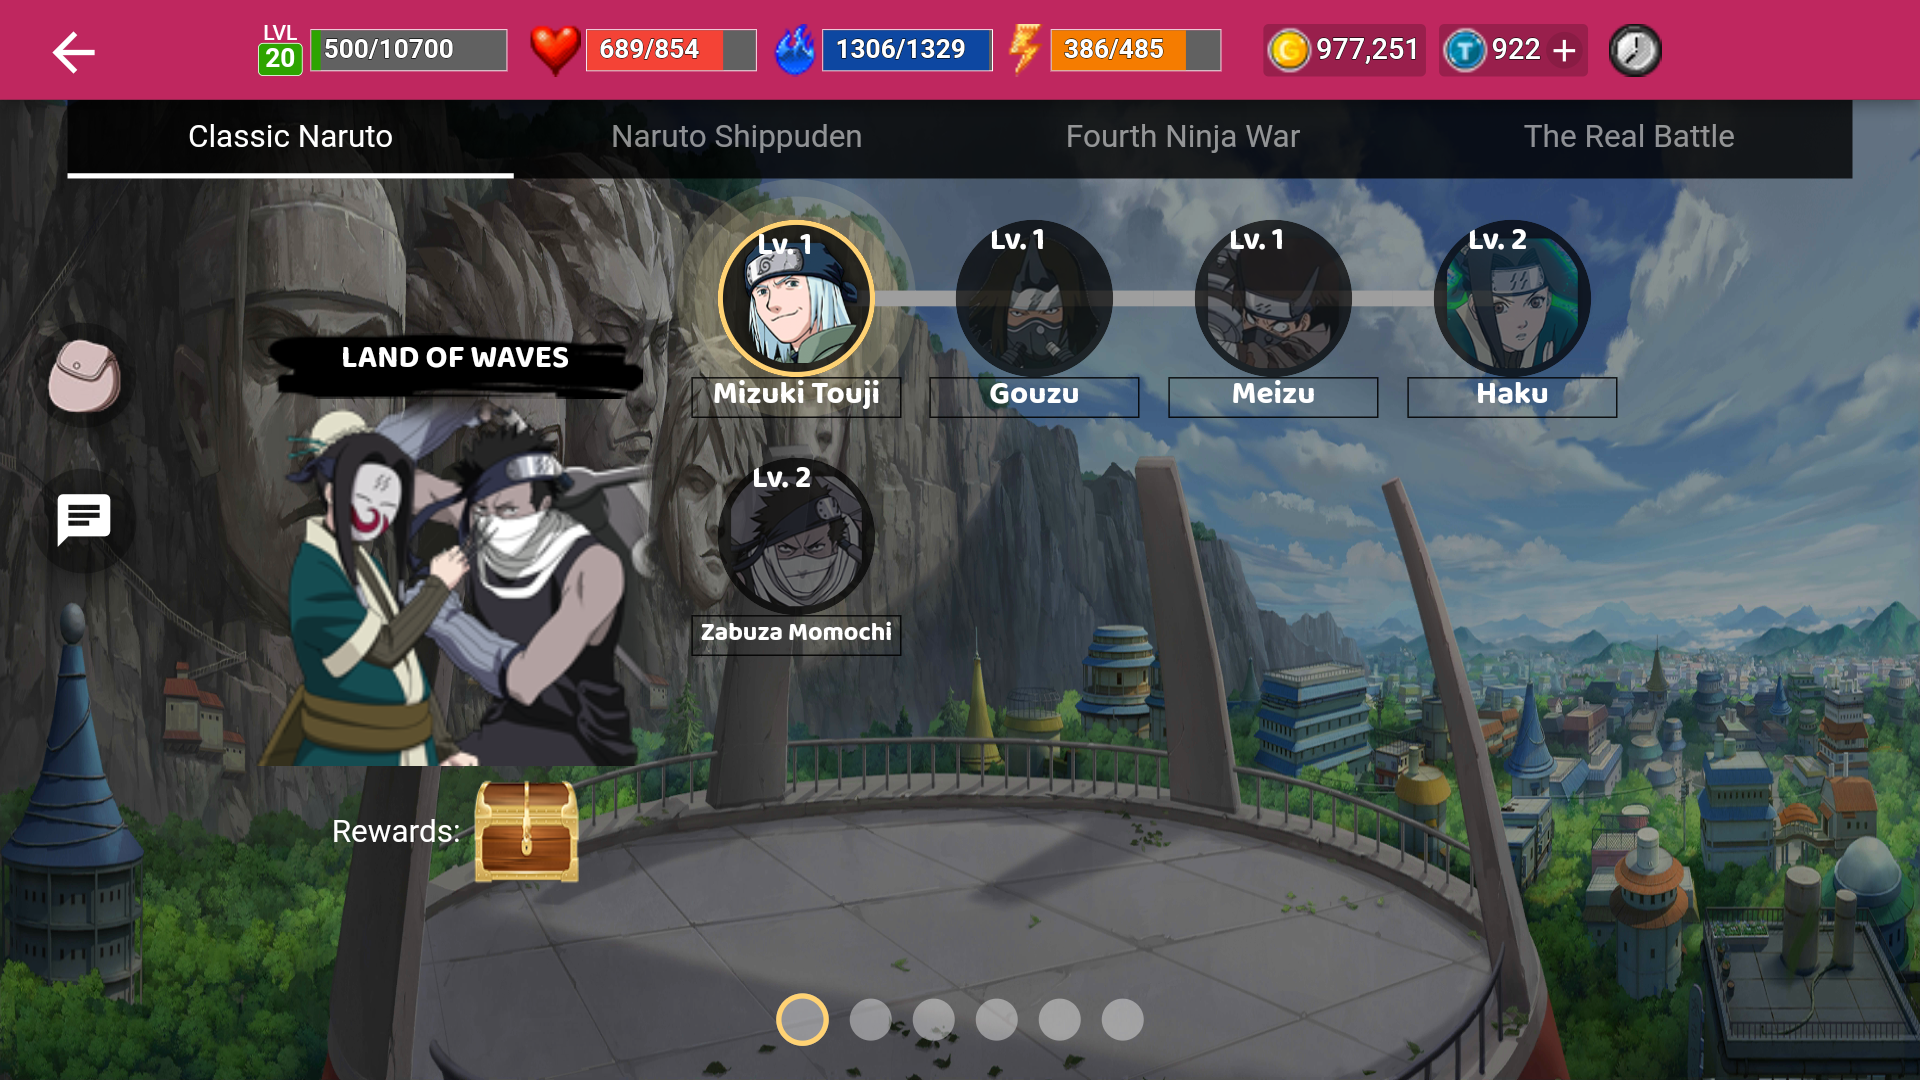 LVL
20
500/10700
689/854
1306/1329
386/485
977,251
922 +
Classic Naruto
Naruto Shippuden
Fourth Ninja War
The Real Battle
LAND OF WAVES
Lv. 1
Lv. 1
Lv. 1
Lv. 2
Mizuki Touji
Gouzu
Meizu
Haku
Lv. 2
Zabuza Momochi
Rewards: